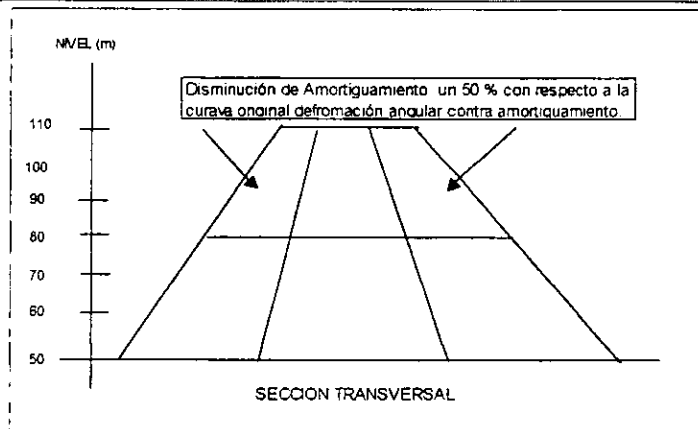 NIVEL (m)
Disminución de Amortiguamiento un 50 % con respecto a la
curava original defromación angular contra amortiguamiento.
110
100
90
80
70
60
50
SECCION TRANSVERSAL